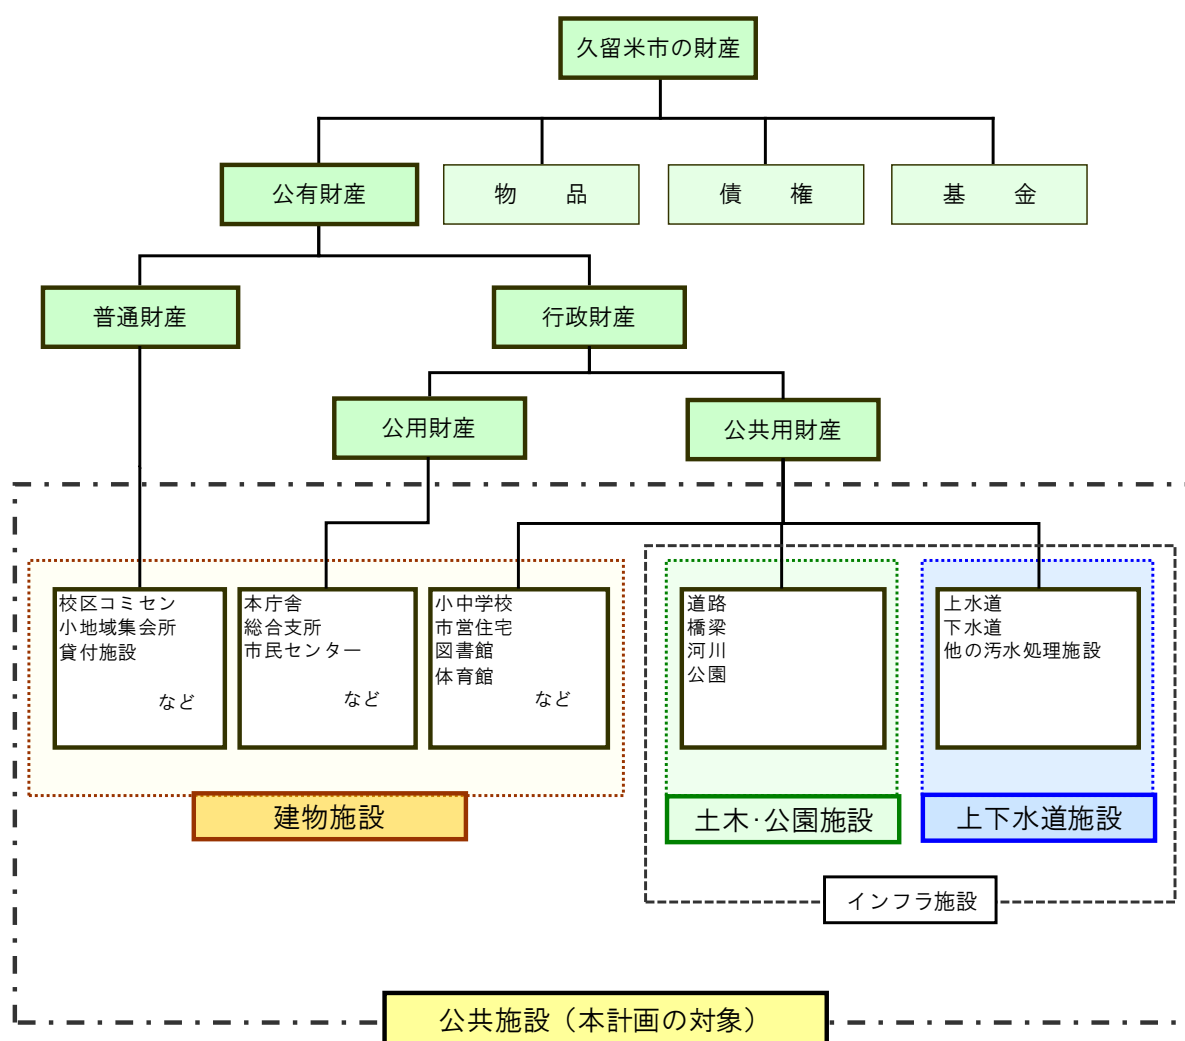 久留米市の財産
公有財産
物　　品
債　　権
基　　金
普通財産
行政財産
公用財産
公共用財産
校区コミセン
小地域集会所
貸付施設
など
本庁舎
総合支所
市民センター
など
小中学校
市営住宅
図書館
体育館
など
道路
橋梁
河川
公園
上水道
下水道
他の汚水処理施設
建物施設
土木･公園施設
上下水道施設
インフラ施設
公共施設（本計画の対象）